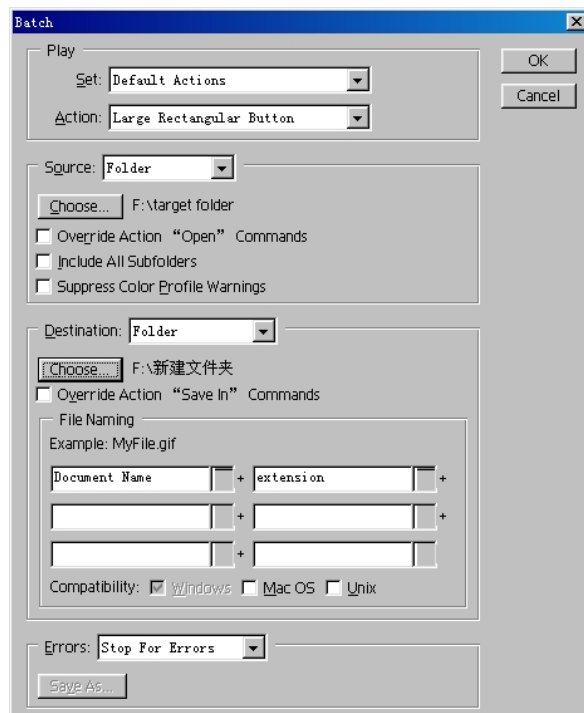 Batch
Play
Set: Default Actions
OK
Action: Large Rectangular Button
Cancel
Source: Folder
Choose... F:\target folder
Override Action “Open” Commands
Include All Subfolders
Suppress Color Profile Warnings
Destination: Folder
Choose... F:\新建文件夹
Override Action “Save In” Commands
File Naming
Example: MyFile.gif
Document Name + extension +
+ +
+
Compatibility: Windows Mac OS Unix
Errors: Stop For Errors
Save As...